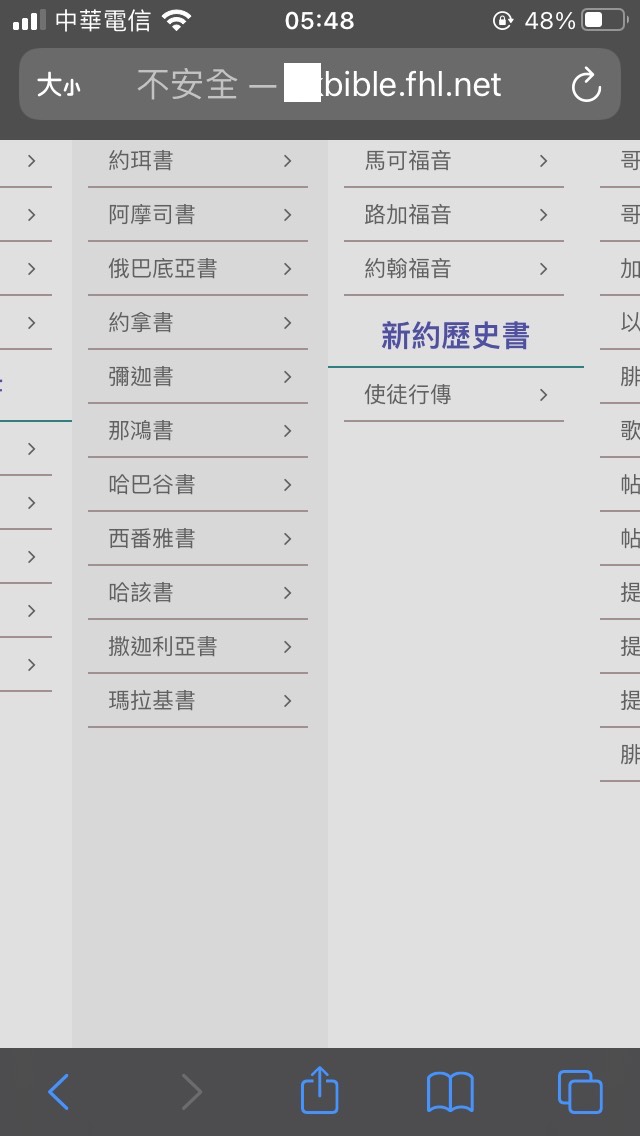 中華電信
05:48
48%
大小
不安全 — bible.fhl.net
約珥書
阿摩司書
俄巴底亞書
約拿書
彌迦書
那鴻書
哈巴谷書
西番雅書
哈該書
撒迦利亞書
瑪拉基書
馬可福音
路加福音
約翰福音
新約歷史書
使徒行傳
哥
哥
加
以
腓
歌
帖
帖
提
提
提
腓